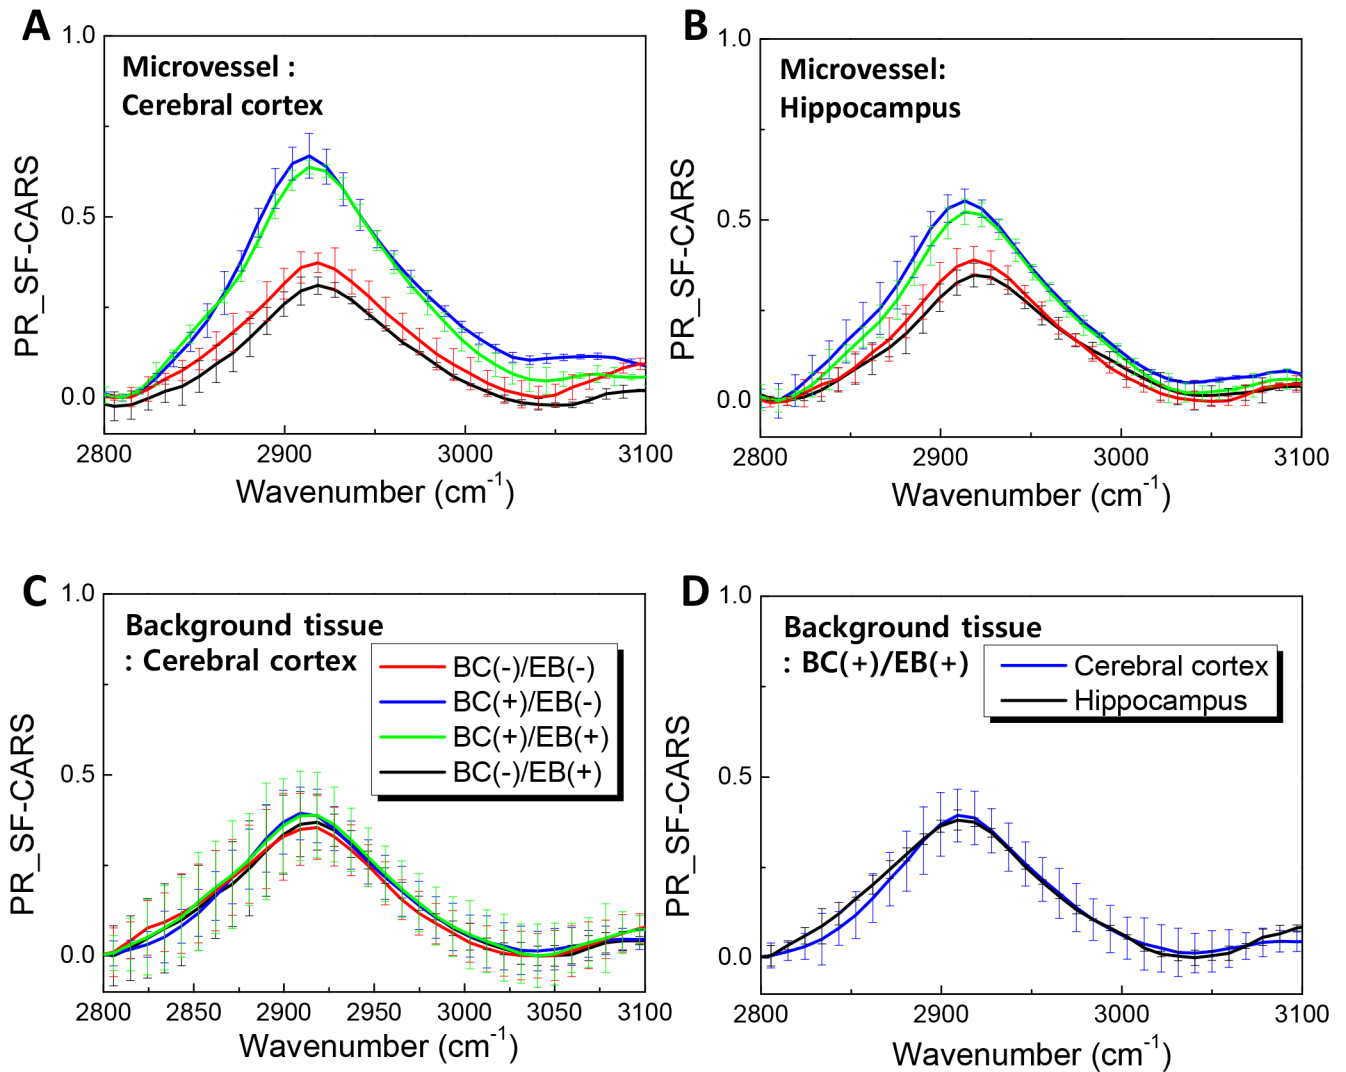 A
1.0
Microvessel :
Cerebral cortex
PR_SF-CARS
0.5
0.0
2800 2900 3000 3100
Wavenumber (cm-1)
B
1.0
Microvessel:
Hippocampus
PR_SF-CARS
0.5
0.0
2800 2900 3000 3100
Wavenumber (cm-1)
C
1.0
Background tissue
: Cerebral cortex
BC(-)/EB(-)
BC(+)/EB(-)
BC(+)/EB(+)
BC(-)/EB(+)
PR_SF-CARS
0.5
0.0
2800 2850 2900 2950 3000 3050 3100
Wavenumber (cm-1)
D
1.0
Background tissue
: BC(+)/EB(+)
Cerebral cortex
Hippocampus
PR_SF-CARS
0.5
0.0
2800 2900 3000 3100
Wavenumber (cm-1)